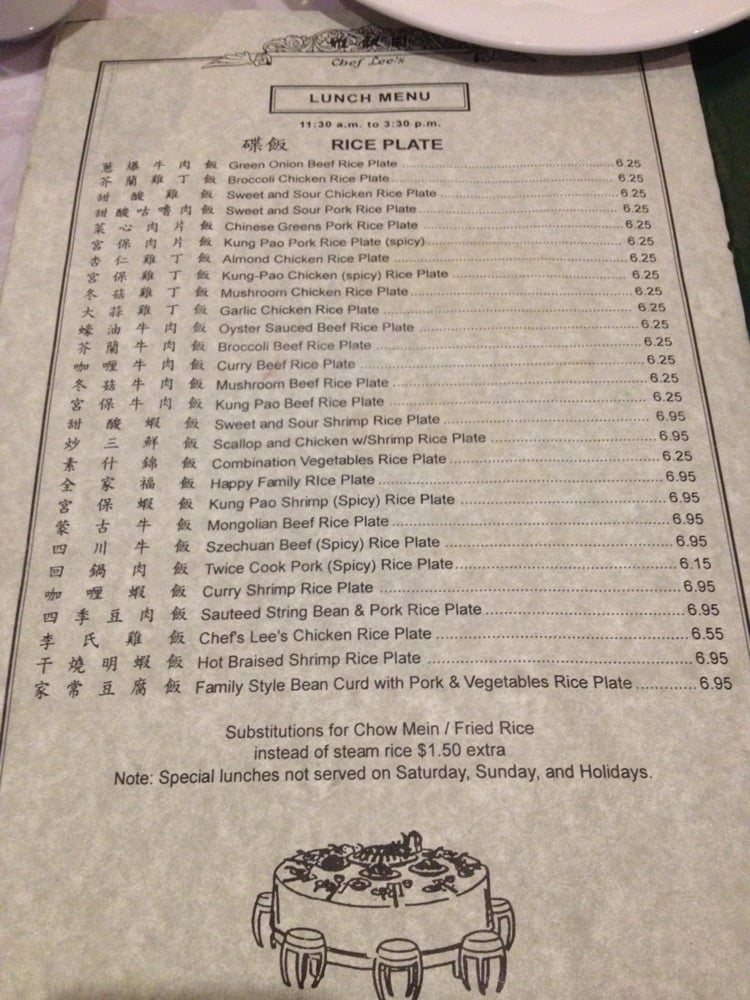 Chef Lee's
LUNCH MENU
11:30 a.m. to 3:30 p.m.
碟飯 RICE PLATE
蔥爆牛肉飯 Green Onion Beef Rice Plate 6.25
芥蘭雞丁飯 Broccoli Chicken Rice Plate 6.25
甜酸雞飯 Sweet and Sour Chicken Rice Plate 6.25
甜酸咕嚕肉飯 Sweet and Sour Pork Rice Plate 6.25
菜心肉片飯 Chinese Greens Pork Rice Plate 6.25
宮保肉片飯 Kung Pao Pork Rice Plate (spicy) 6.25
杏仁雞丁飯 Almond Chicken Rice Plate 6.25
宮保雞丁飯 Kung-Pao Chicken (spicy) Rice Plate 6.25
冬菇雞丁飯 Mushroom Chicken Rice Plate 6.25
大蒜雞丁飯 Garlic Chicken Rice Plate 6.25
蠔油牛肉飯 Oyster Sauced Beef Rice Plate 6.25
芥蘭牛肉飯 Broccoli Beef Rice Plate 6.25
咖喱牛肉飯 Curry Beef Rice Plate 6.25
冬菇牛肉飯 Mushroom Beef Rice Plate 6.25
宮保牛肉飯 Kung Pao Beef Rice Plate 6.25
甜酸蝦飯 Sweet and Sour Shrimp Rice Plate 6.95
炒三鮮飯 Scallop and Chicken w/Shrimp Rice Plate 6.95
素什錦飯 Combination Vegetables Rice Plate 6.25
全家福飯 Happy Family RIce Plate 6.95
宮保蝦飯 Kung Pao Shrimp (Spicy) Rice Plate 6.95
蒙古牛飯 Mongolian Beef Rice Plate 6.95
四川牛飯 Szechuan Beef (Spicy) Rice Plate 6.95
回鍋肉飯 Twice Cook Pork (Spicy) Rice Plate 6.15
咖喱蝦飯 Curry Shrimp Rice Plate 6.95
四季豆肉飯 Sauteed String Bean & Pork Rice Plate 6.95
李氏雞飯 Chef's Lee's Chicken Rice Plate 6.55
干燒明蝦飯 Hot Braised Shrimp Rice Plate 6.95
家常豆腐飯 Family Style Bean Curd with Pork & Vegetables Rice Plate 6.95
Substitutions for Chow Mein / Fried Rice
instead of steam rice $1.50 extra
Note: Special lunches not served on Saturday, Sunday, and Holidays.